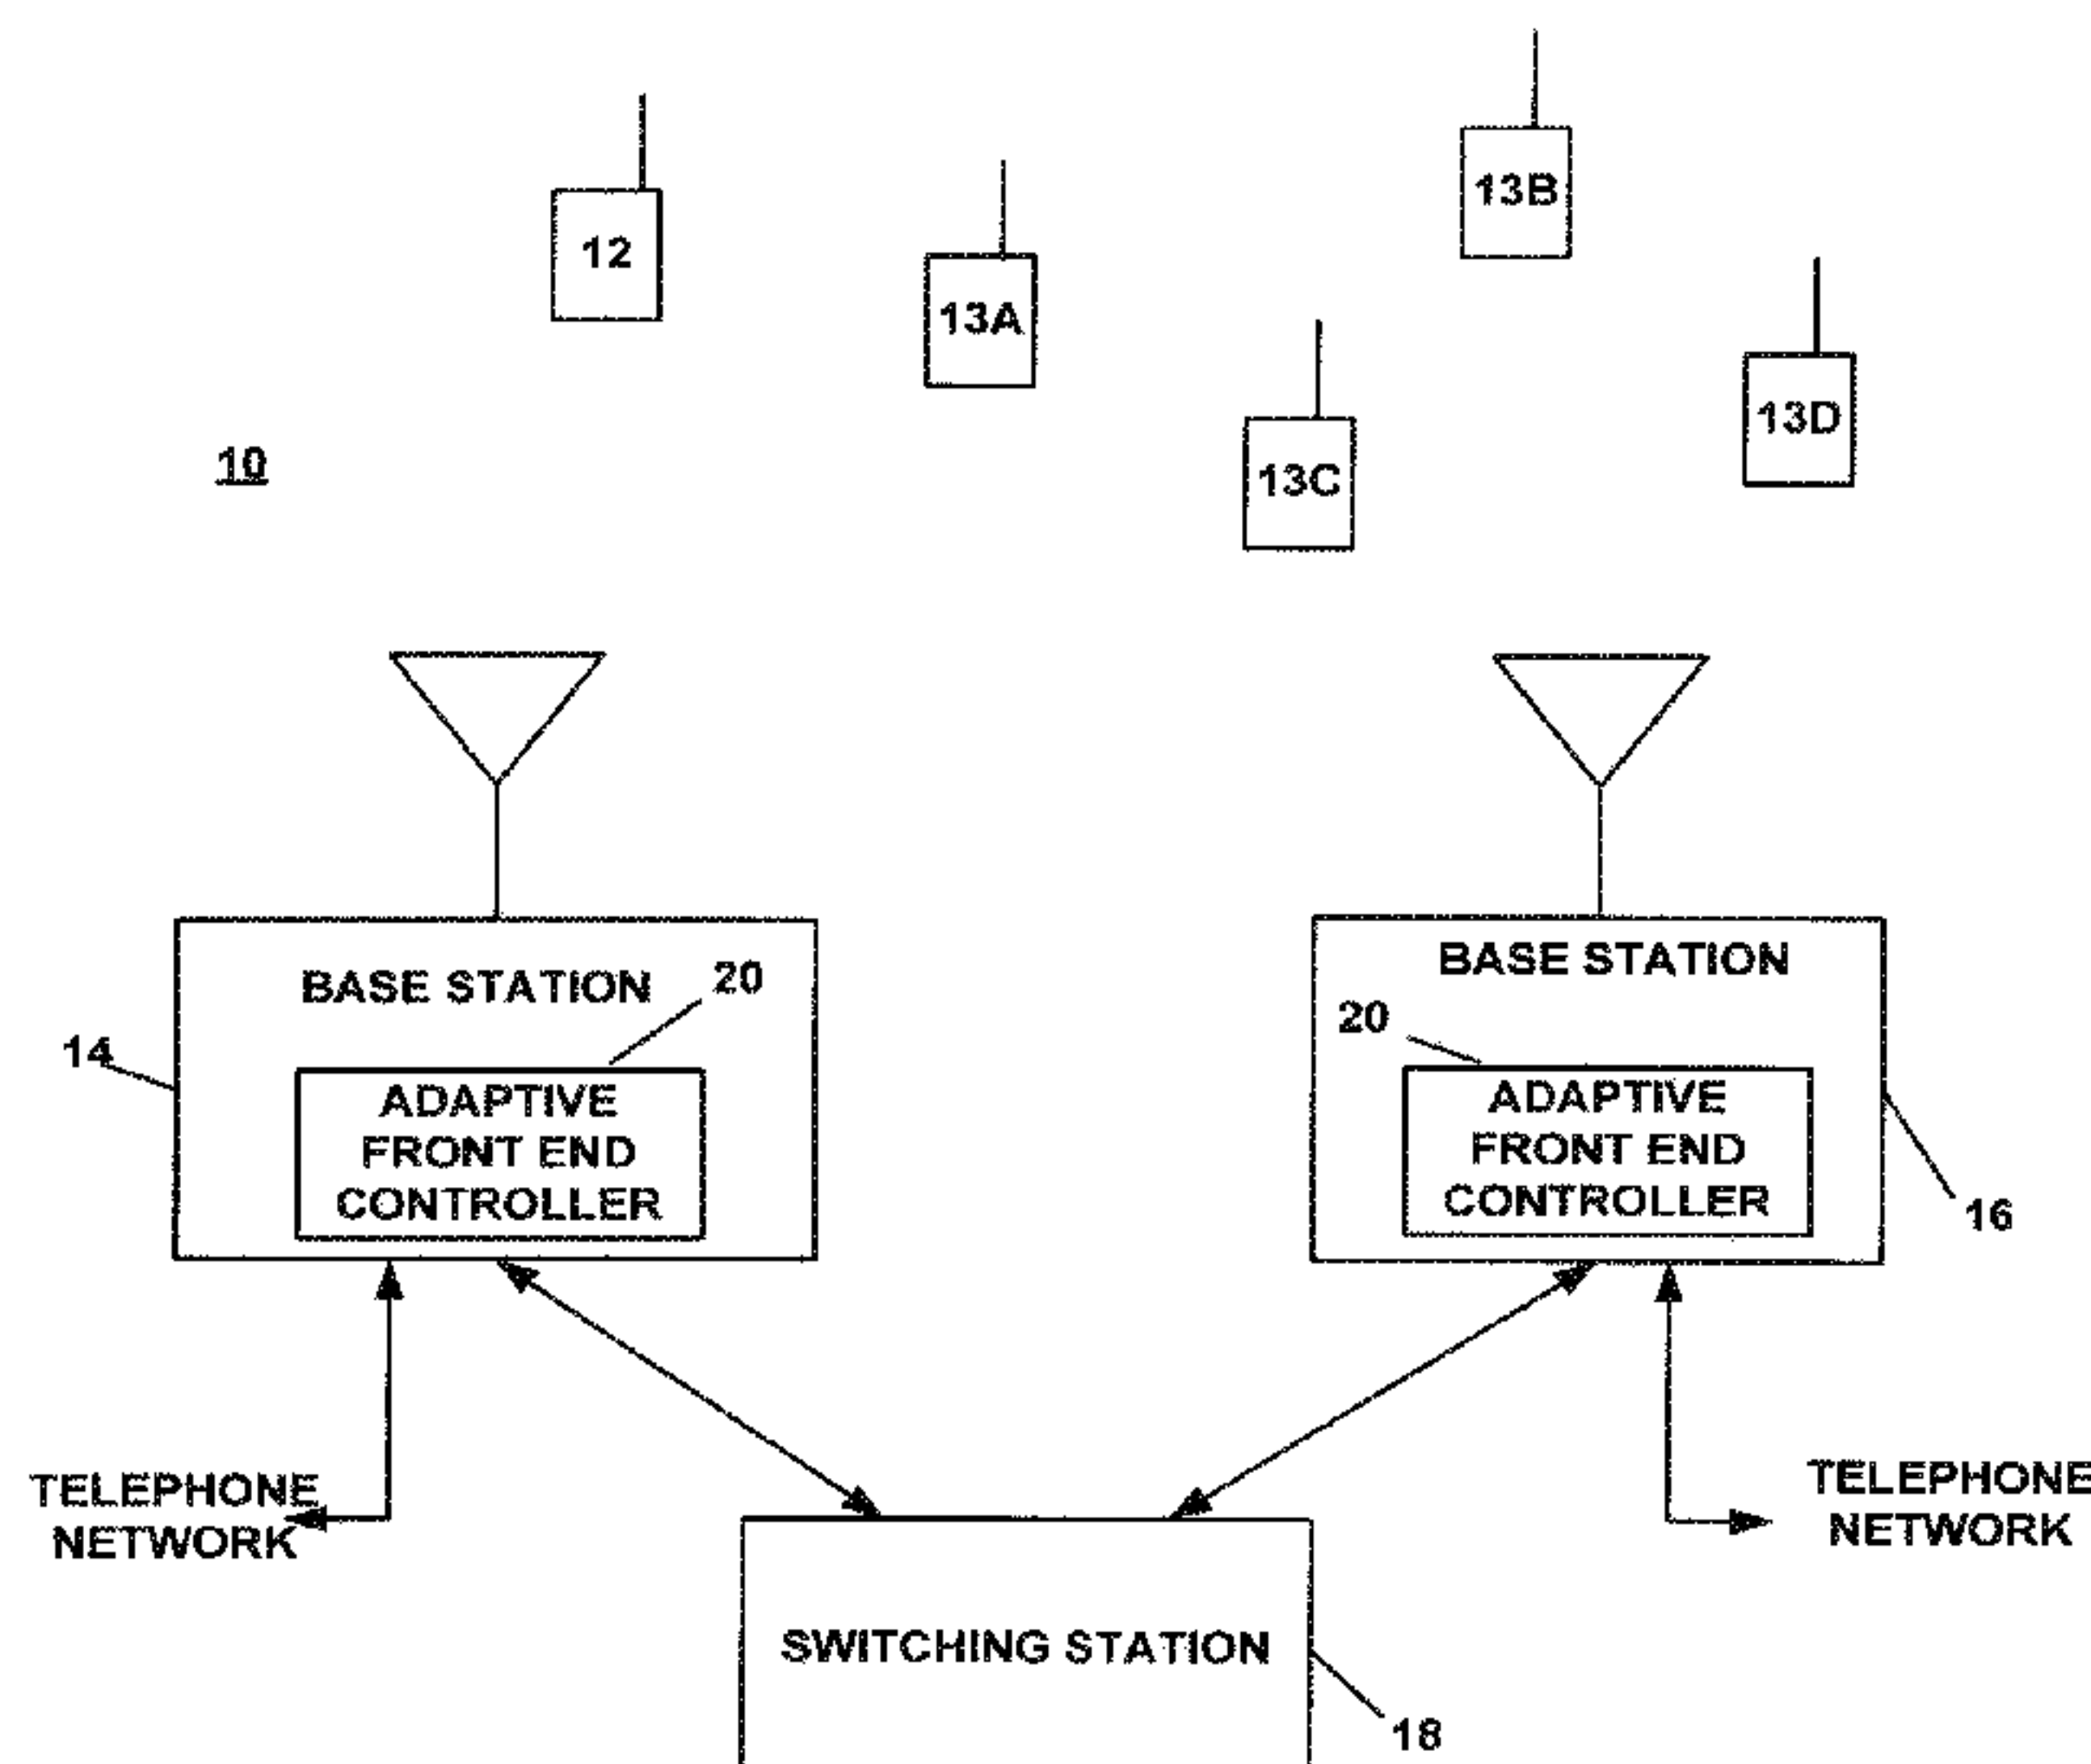 13B
12
13A
13D
10
13C
BASE STATION
20
BASE STATION
20
14
ADAPTIVE
FRONT END
CONTROLLER
ADAPTIVE
FRONT END
CONTROLLER
16
TELEPHONE
NETWORK
TELEPHONE
NETWORK
SWITCHING STATION
18